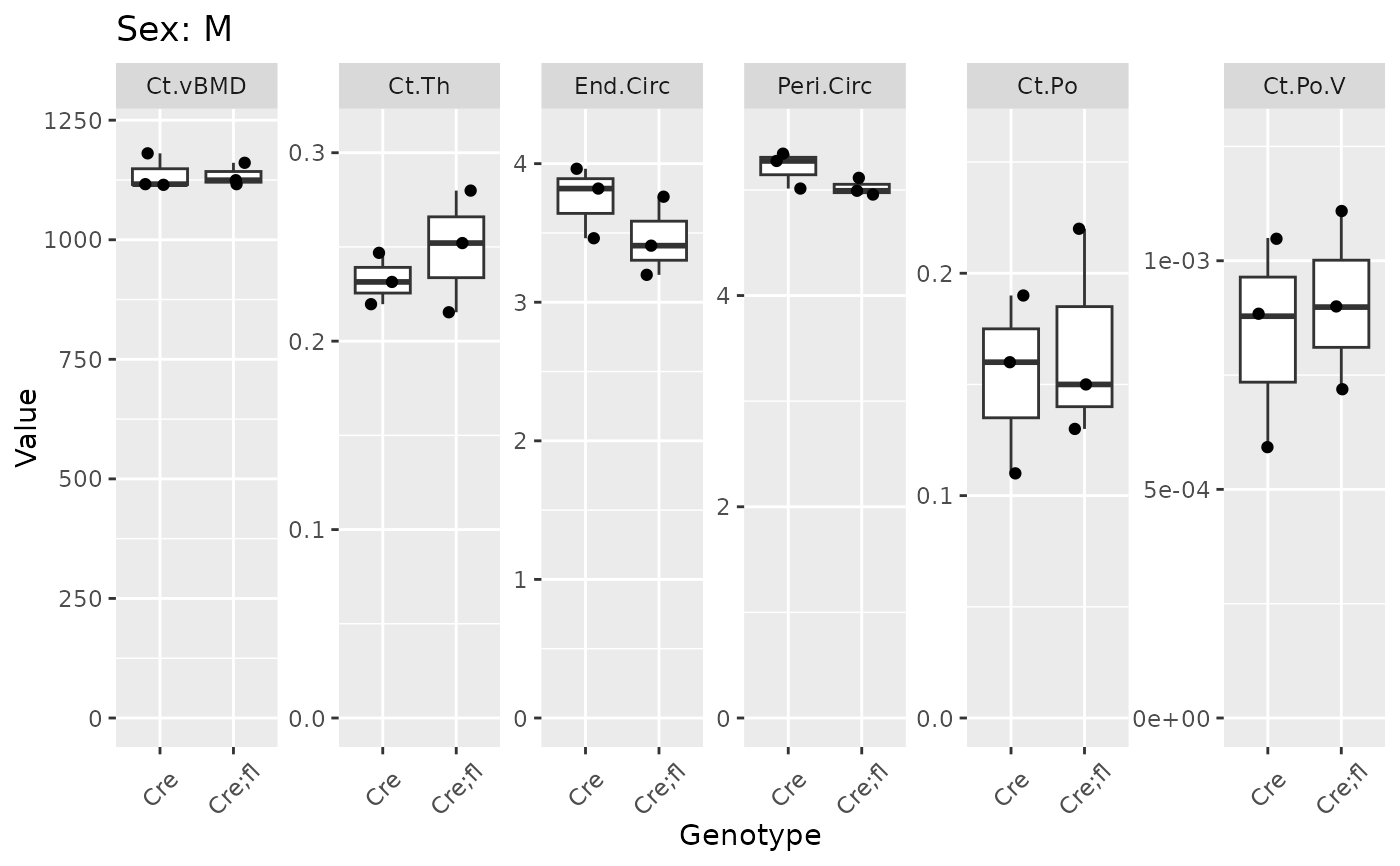 Sex: M
Ct.vBMD Ct.Th End.Circ Peri.Circ Ct.Po Ct.Po.V
Value
1250
1000
750
500
250
0
0.3
0.2
0.1
0.0
4
3
2
1
0
4
2
0
0.2
0.1
0.0
1e-03
5e-04
0e+00
Cre Cre;fl Cre Cre;fl Cre Cre;fl Cre Cre;fl Cre Cre;fl Cre Cre;fl
Genotype